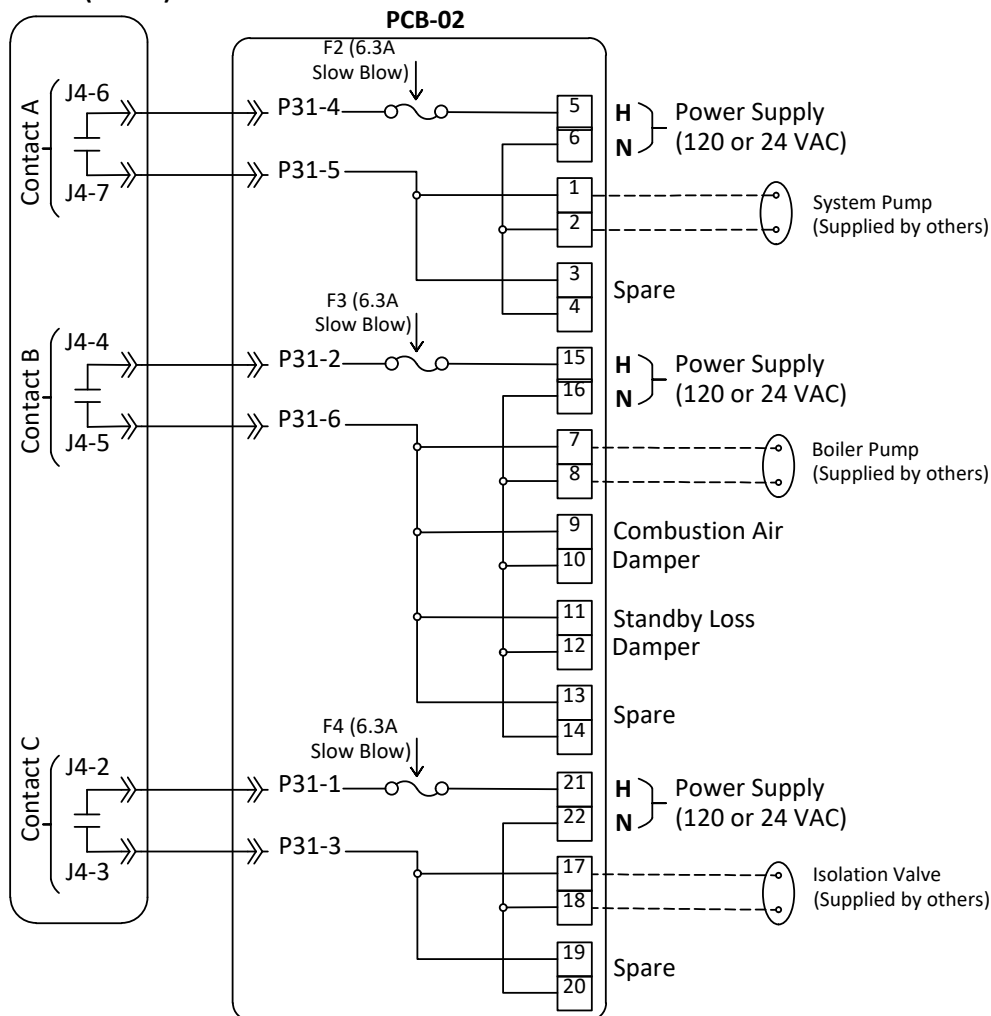 PCB-02
F2 (6.3A
Slow Blow)
Contact A
J4-6
J4-7
P31-4
P31-5
5
6
H
N
Power Supply
(120 or 24 VAC)
1
2
System Pump
(Supplied by others)
3
4
Spare
F3 (6.3A
Slow Blow)
Contact B
J4-4
J4-5
P31-2
P31-6
15
16
H
N
Power Supply
(120 or 24 VAC)
7
8
Boiler Pump
(Supplied by others)
9
10
Combustion Air
Damper
11
12
Standby Loss
Damper
13
14
Spare
F4 (6.3A
Slow Blow)
Contact C
J4-2
J4-3
P31-1
P31-3
21
22
H
N
Power Supply
(120 or 24 VAC)
17
18
Isolation Valve
(Supplied by others)
19
20
Spare